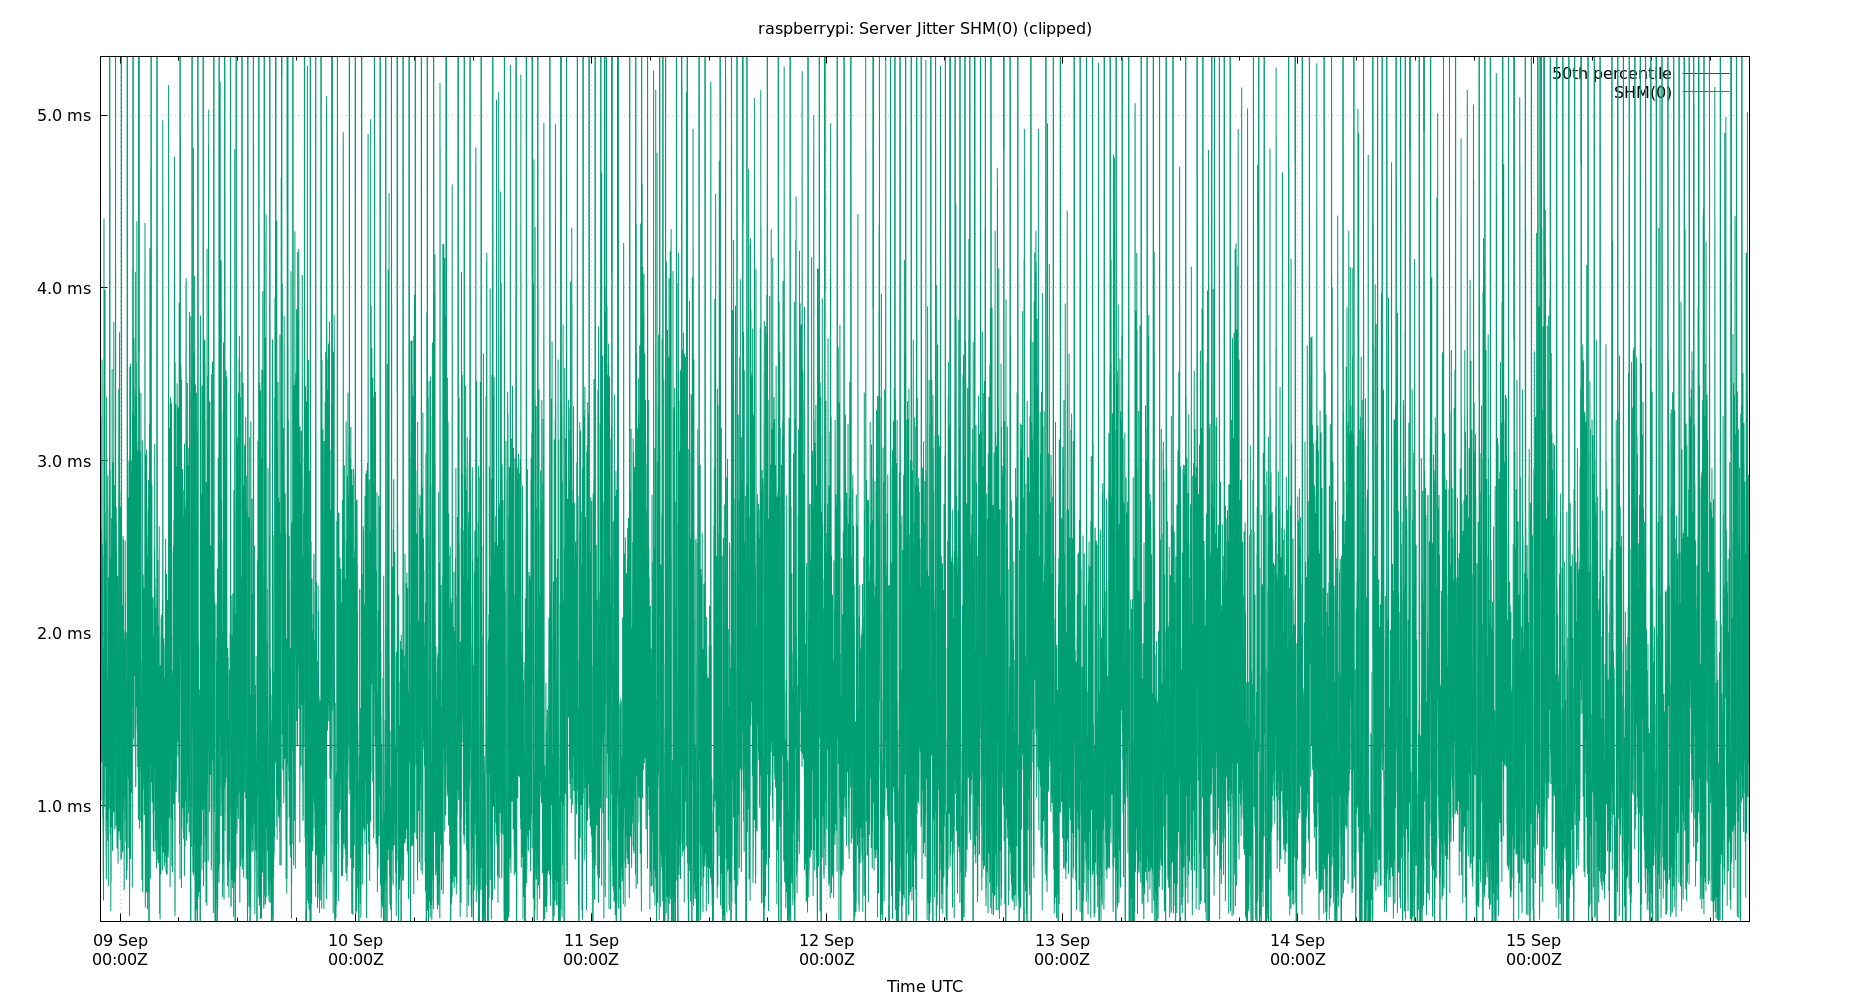 raspberrypi: Server Jitter SHM(0) (clipped)
50th percentile
SHM(0)
5.0 ms
4.0 ms
3.0 ms
2.0 ms
1.0 ms
09 Sep 10 Sep 11 Sep 12 Sep 13 Sep 14 Sep 15 Sep
00:00Z 00:00Z 00:00Z 00:00Z 00:00Z 00:00Z 00:00Z
Time UTC